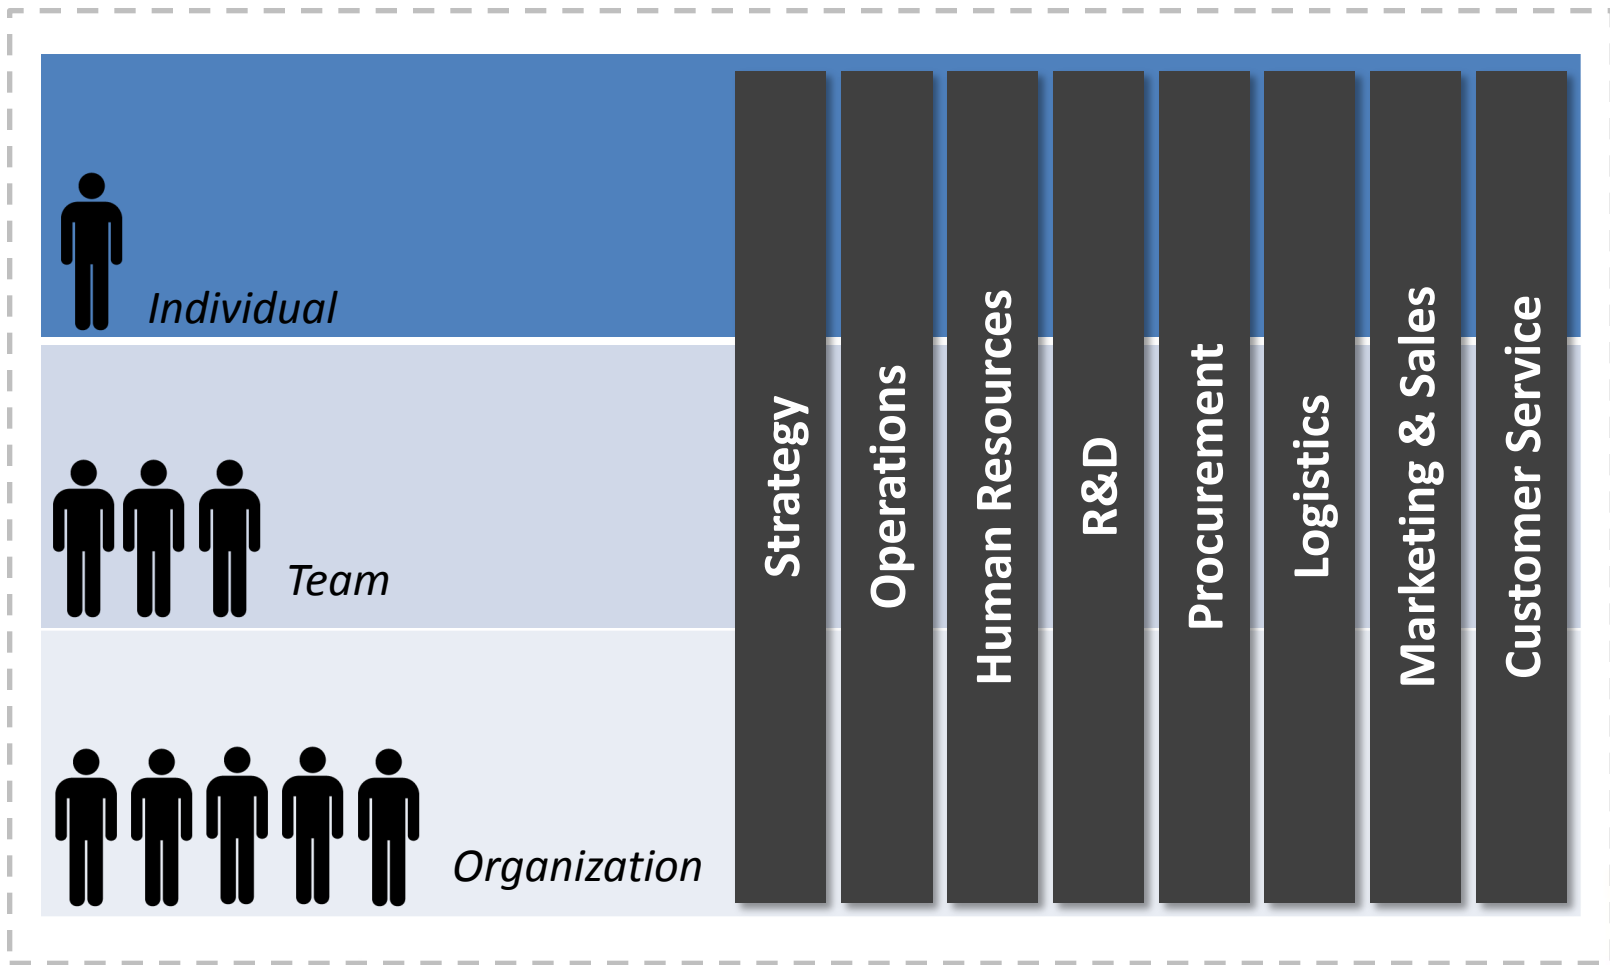 Individual
Team
Organization
Strategy
Operations
Human Resources
R&D
Procurement
Logistics
Marketing & Sales
Customer Service